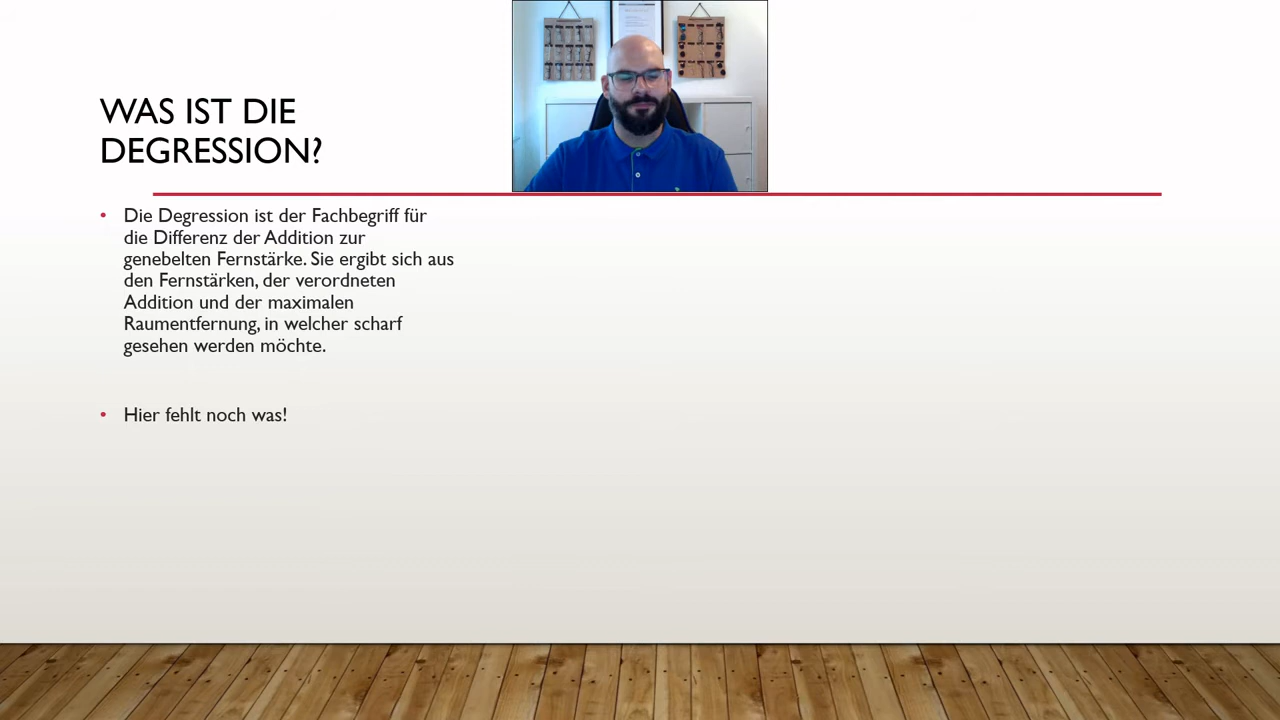 WAS IST DIE
DEGRESSION?
• Die Degression ist der Fachbegriff für
die Differenz der Addition zur
genebelten Fernstärke. Sie ergibt sich aus
den Fernstärken, der verordneten
Addition und der maximalen
Raumentfernung, in welcher scharf
gesehen werden möchte.
• Hier fehlt noch was!